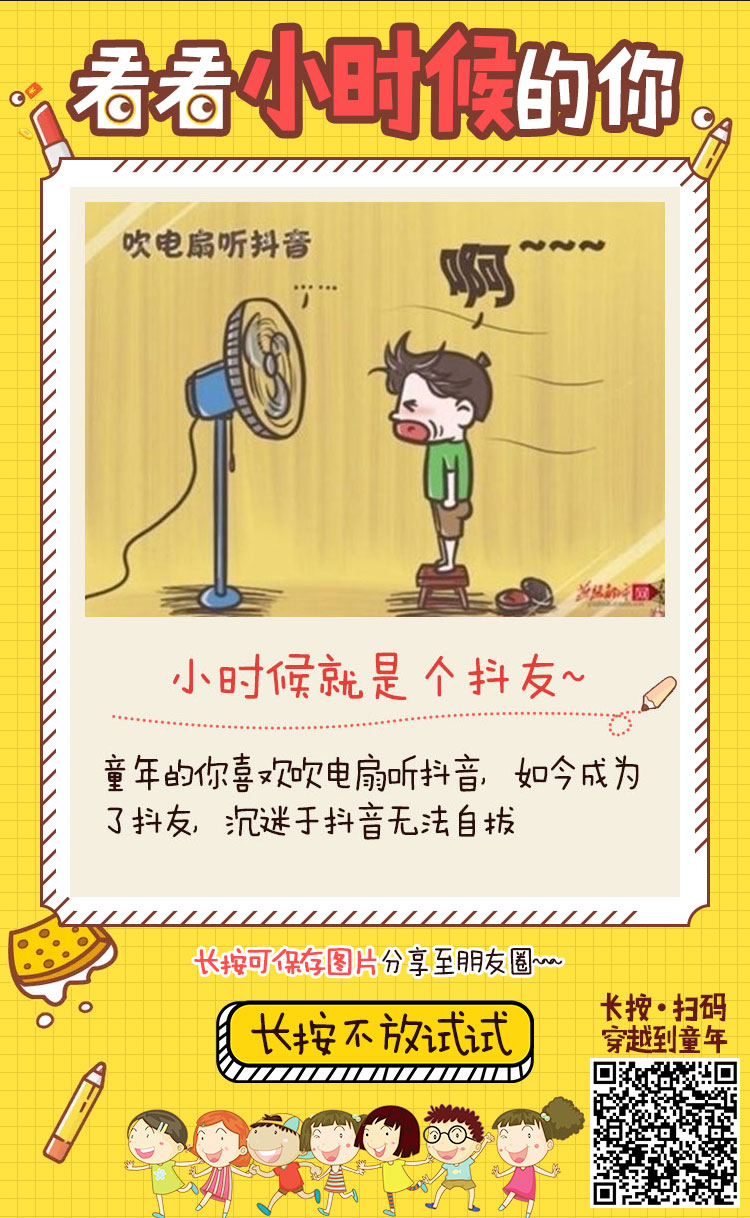 看看小时候的你
吹电扇听抖音
啊~~~~
小时候就是个抖友~
童年的你喜欢吹电扇听抖音，如今成为
了抖友，沉迷于抖音无法自拔
长按可保存图片分享至朋友圈~~
长按不放试试
长按·扫码
穿越到童年